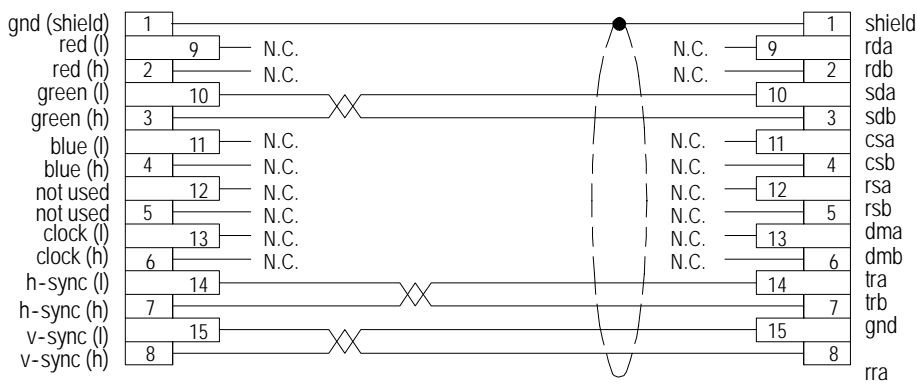 gnd (shield) 1 1 shield
red (l) 9 N.C. N.C. 9 rda
red (h) 2 N.C. N.C. 2 rdb
green (l) 10 10 sda
green (h) 3 3 sdb
blue (l) 11 N.C. N.C. 11 csa
blue (h) 4 N.C. N.C. 4 csb
not used 12 N.C. N.C. 12 rsa
not used 5 N.C. N.C. 5 rsb
clock (l) 13 N.C. N.C. 13 dma
clock (h) 6 N.C. N.C. 6 dmb
h-sync (l) 14 14 tra
h-sync (h) 7 7 trb
v-sync (l) 15 15 gnd
v-sync (h) 8 8
rra